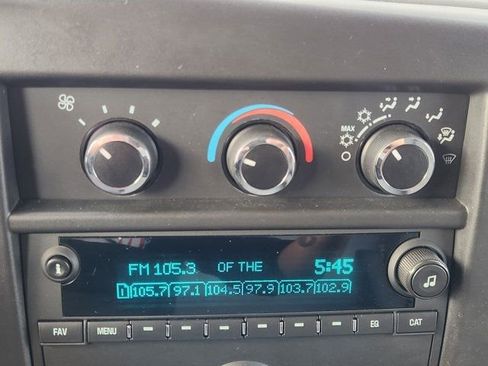 MAX
FM 105.3 OF THE 5:45
1 105.7 97.1 104.5 97.9 103.7 102.9
FAV MENU EQ CAT